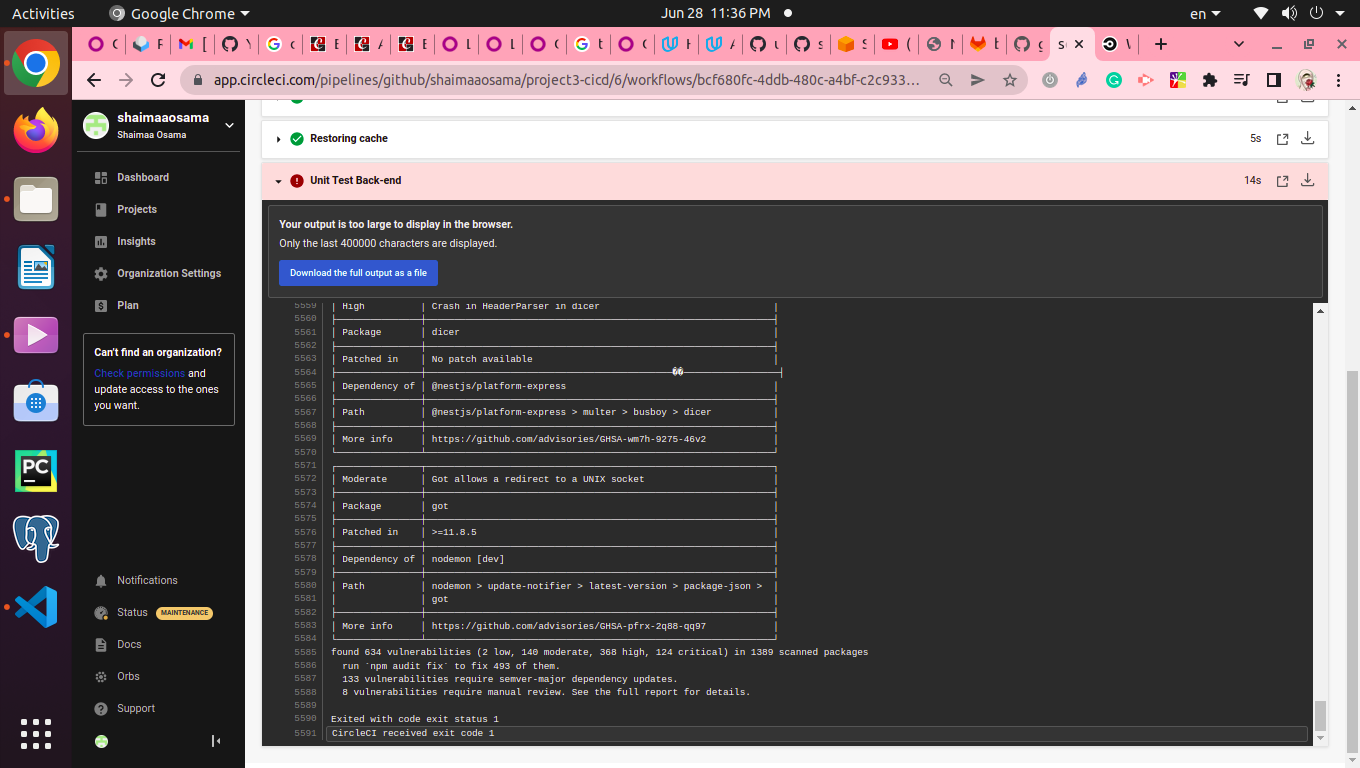 Activities
Google Chrome
Jun 28 11:36 PM
en
app.circleci.com/pipelines/github/shaimaaosama/project3-cicd/6/workflows/bcf680fc-4ddb-480c-a4bf-c2c933…
shaimaaosama
Shaimaa Osama
Dashboard
Projects
Insights
Organization Settings
Plan
Can't find an organization?
Check permissions and
update access to the ones
you want.
Notifications
Status MAINTENANCE
Docs
Orbs
Support
Restoring cache 5s
Unit Test Back-end 14s
Your output is too large to display in the browser.
Only the last 400000 characters are displayed.
Download the full output as a file
5559 High Crash in HeaderParser in dicer
5560
5561 Package dicer
5562
5563 Patched in No patch available
5564 ��
5565 Dependency of @nestjs/platform-express
5566
5567 Path @nestjs/platform-express > multer > busboy > dicer
5568
5569 More info https://github.com/advisories/GHSA-wm7h-9275-46v2
5570
5571
5572 Moderate Got allows a redirect to a UNIX socket
5573
5574 Package got
5575
5576 Patched in >=11.8.5
5577
5578 Dependency of nodemon [dev]
5579
5580 Path nodemon > update-notifier > latest-version > package-json >
5581 got
5582
5583 More info https://github.com/advisories/GHSA-pfrx-2q88-qq97
5584
5585 found 634 vulnerabilities (2 low, 140 moderate, 368 high, 124 critical) in 1389 scanned packages
5586 run `npm audit fix` to fix 493 of them.
5587 133 vulnerabilities require semver-major dependency updates.
5588 8 vulnerabilities require manual review. See the full report for details.
5589
5590 Exited with code exit status 1
5591 CircleCI received exit code 1